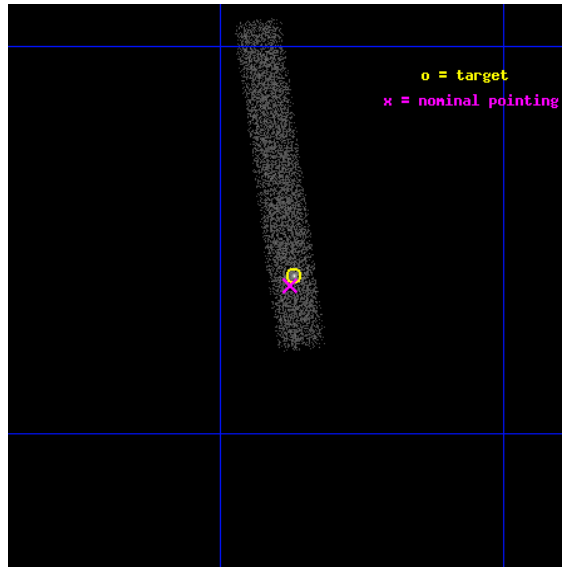 o = target
x = nominal pointing